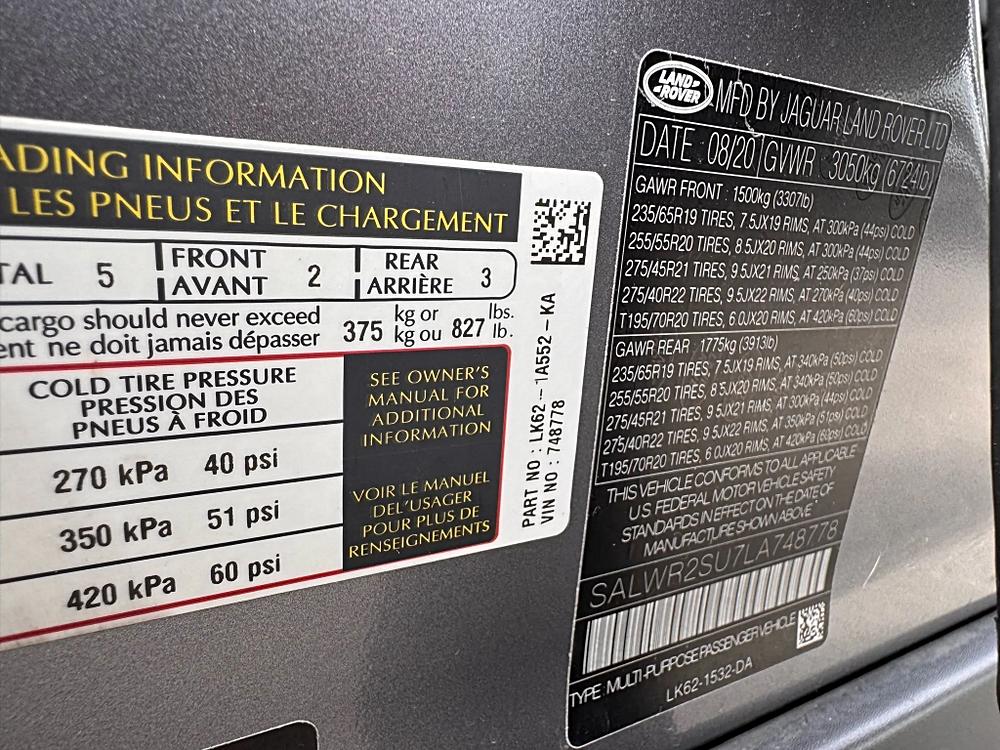 ADING INFORMATION
LES PNEUS ET LE CHARGEMENT
TAL 5 FRONT AVANT 2 REAR ARRIÈRE 3
cargo should never exceed 375 kg or 827 lbs.
ent ne doit jamais dépasser kg ou lb.
COLD TIRE PRESSURE
PRESSION DES
PNEUS À FROID
270 kPa 40 psi
350 kPa 51 psi
420 kPa 60 psi
SEE OWNER'S
MANUAL FOR
ADDITIONAL
INFORMATION
VOIR LE MANUEL
DEL'USAGER
POUR PLUS DE
RENSEIGNEMENTS
PART NO : LK62 - 1A552 - KA
VIN NO : 748778
LAND ROVER
MFD BY JAGUAR LAND ROVER LTD
DATE : 08/20 GVWR 3050kg (6724lb)
GAWR FRONT : 1500kg (3307lb)
235/65R19 TIRES, 7.5JX19 RIMS, AT 300kPa (44psi) COLD
255/55R20 TIRES, 8.5JX20 RIMS, AT 300kPa (44psi) COLD
275/45R21 TIRES, 9.5JX21 RIMS, AT 250kPa (37psi) COLD
275/40R22 TIRES, 9.5JX22 RIMS, AT 270kPa (40psi) COLD
T195/70R20 TIRES, 6.0JX20 RIMS, AT 420kPa (60psi) COLD
GAWR REAR : 1775kg (3913lb)
235/65R19 TIRES, 7.5JX19 RIMS, AT 340kPa (50psi) COLD
255/55R20 TIRES, 8.5JX20 RIMS, AT 340kPa (50psi) COLD
275/45R21 TIRES, 9.5JX21 RIMS, AT 300kPa (44psi) COLD
275/40R22 TIRES, 9.5JX22 RIMS, AT 350kPa (51psi) COLD
T195/70R20 TIRES, 6.0JX20 RIMS, AT 420kPa (60psi) COLD
THIS VEHICLE CONFORMS TO ALL APPLICABLE
U.S. FEDERAL MOTOR VEHICLE SAFETY
STANDARDS IN EFFECT ON THE DATE OF
MANUFACTURE SHOWN ABOVE
SALWR2SU7LA748778
TYPE: MULTI-PURPOSE PASSENGER VEHICLE
LK62-1532-DA